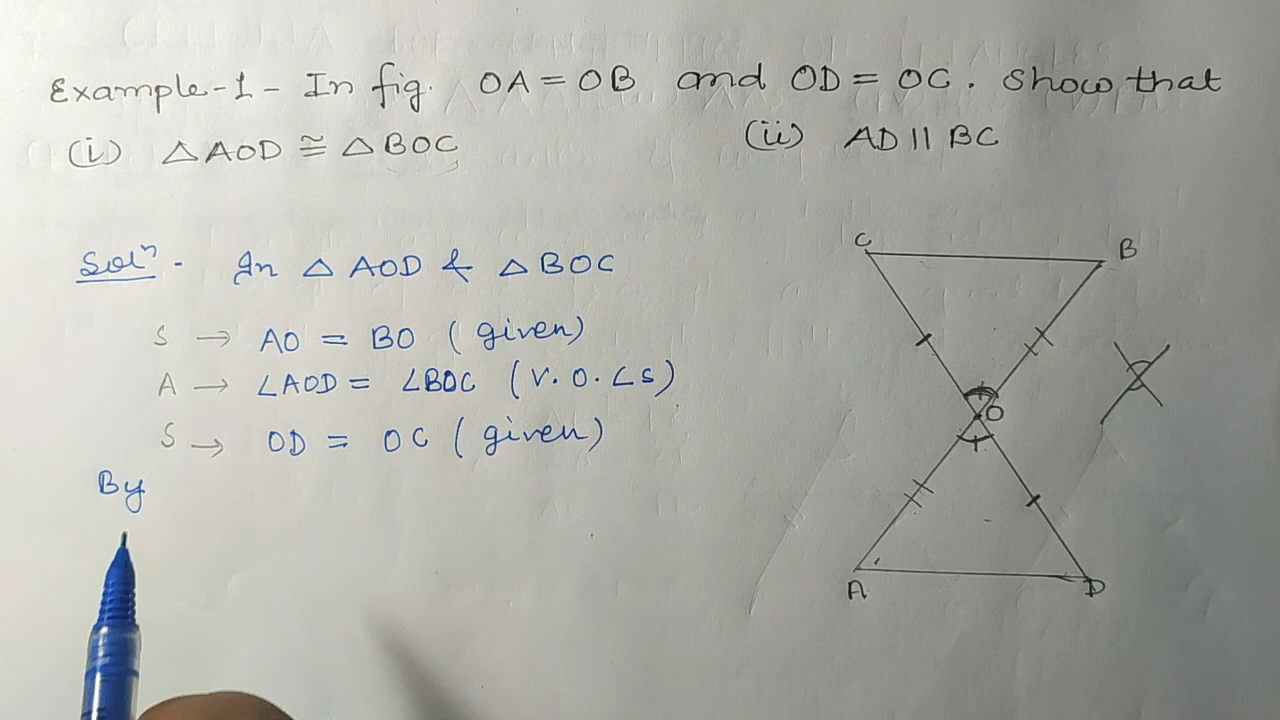 Example-1- In fig. OA = OB and OD = OC. Show that
(i) △AOD ≅ △BOC (ii) AD || BC
Solⁿ. In △ AOD & △ BOC
S → AO = BO (given)
A → ∠AOD = ∠BOC (V.O.∠S)
S → OD = OC (given)
By
C
B
O
A
D